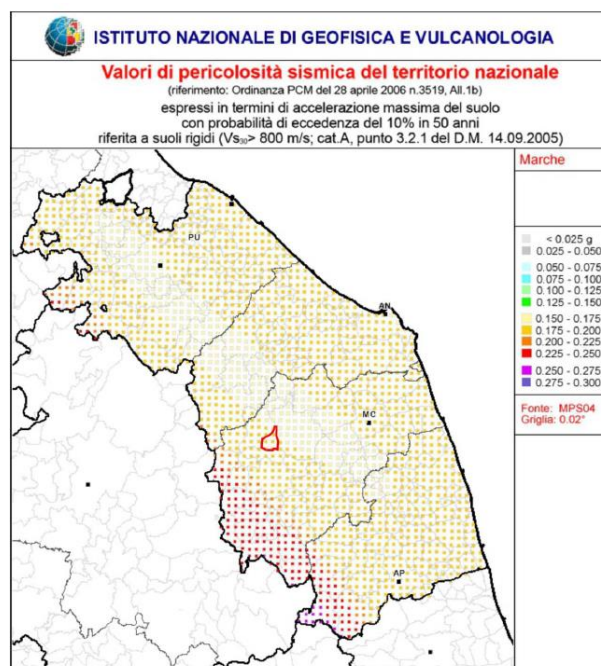 ISTITUTO NAZIONALE DI GEOFISICA E VULCANOLOGIA
Valori di pericolosità sismica del territorio nazionale
(riferimento: Ordinanza PCM del 28 aprile 2006 n.3519, All.1b)
espressi in termini di accelerazione massima del suolo
con probabilità di eccedenza del 10% in 50 anni
riferita a suoli rigidi (Vs₃₀> 800 m/s; cat.A, punto 3.2.1 del D.M. 14.09.2005)
Marche
PU
AN
MC
AP
< 0.025 g
0.025 - 0.050
0.050 - 0.075
0.075 - 0.100
0.100 - 0.125
0.125 - 0.150
0.150 - 0.175
0.175 - 0.200
0.200 - 0.225
0.225 - 0.250
0.250 - 0.275
0.275 - 0.300
Fonte: MPS04
Griglia: 0.02°